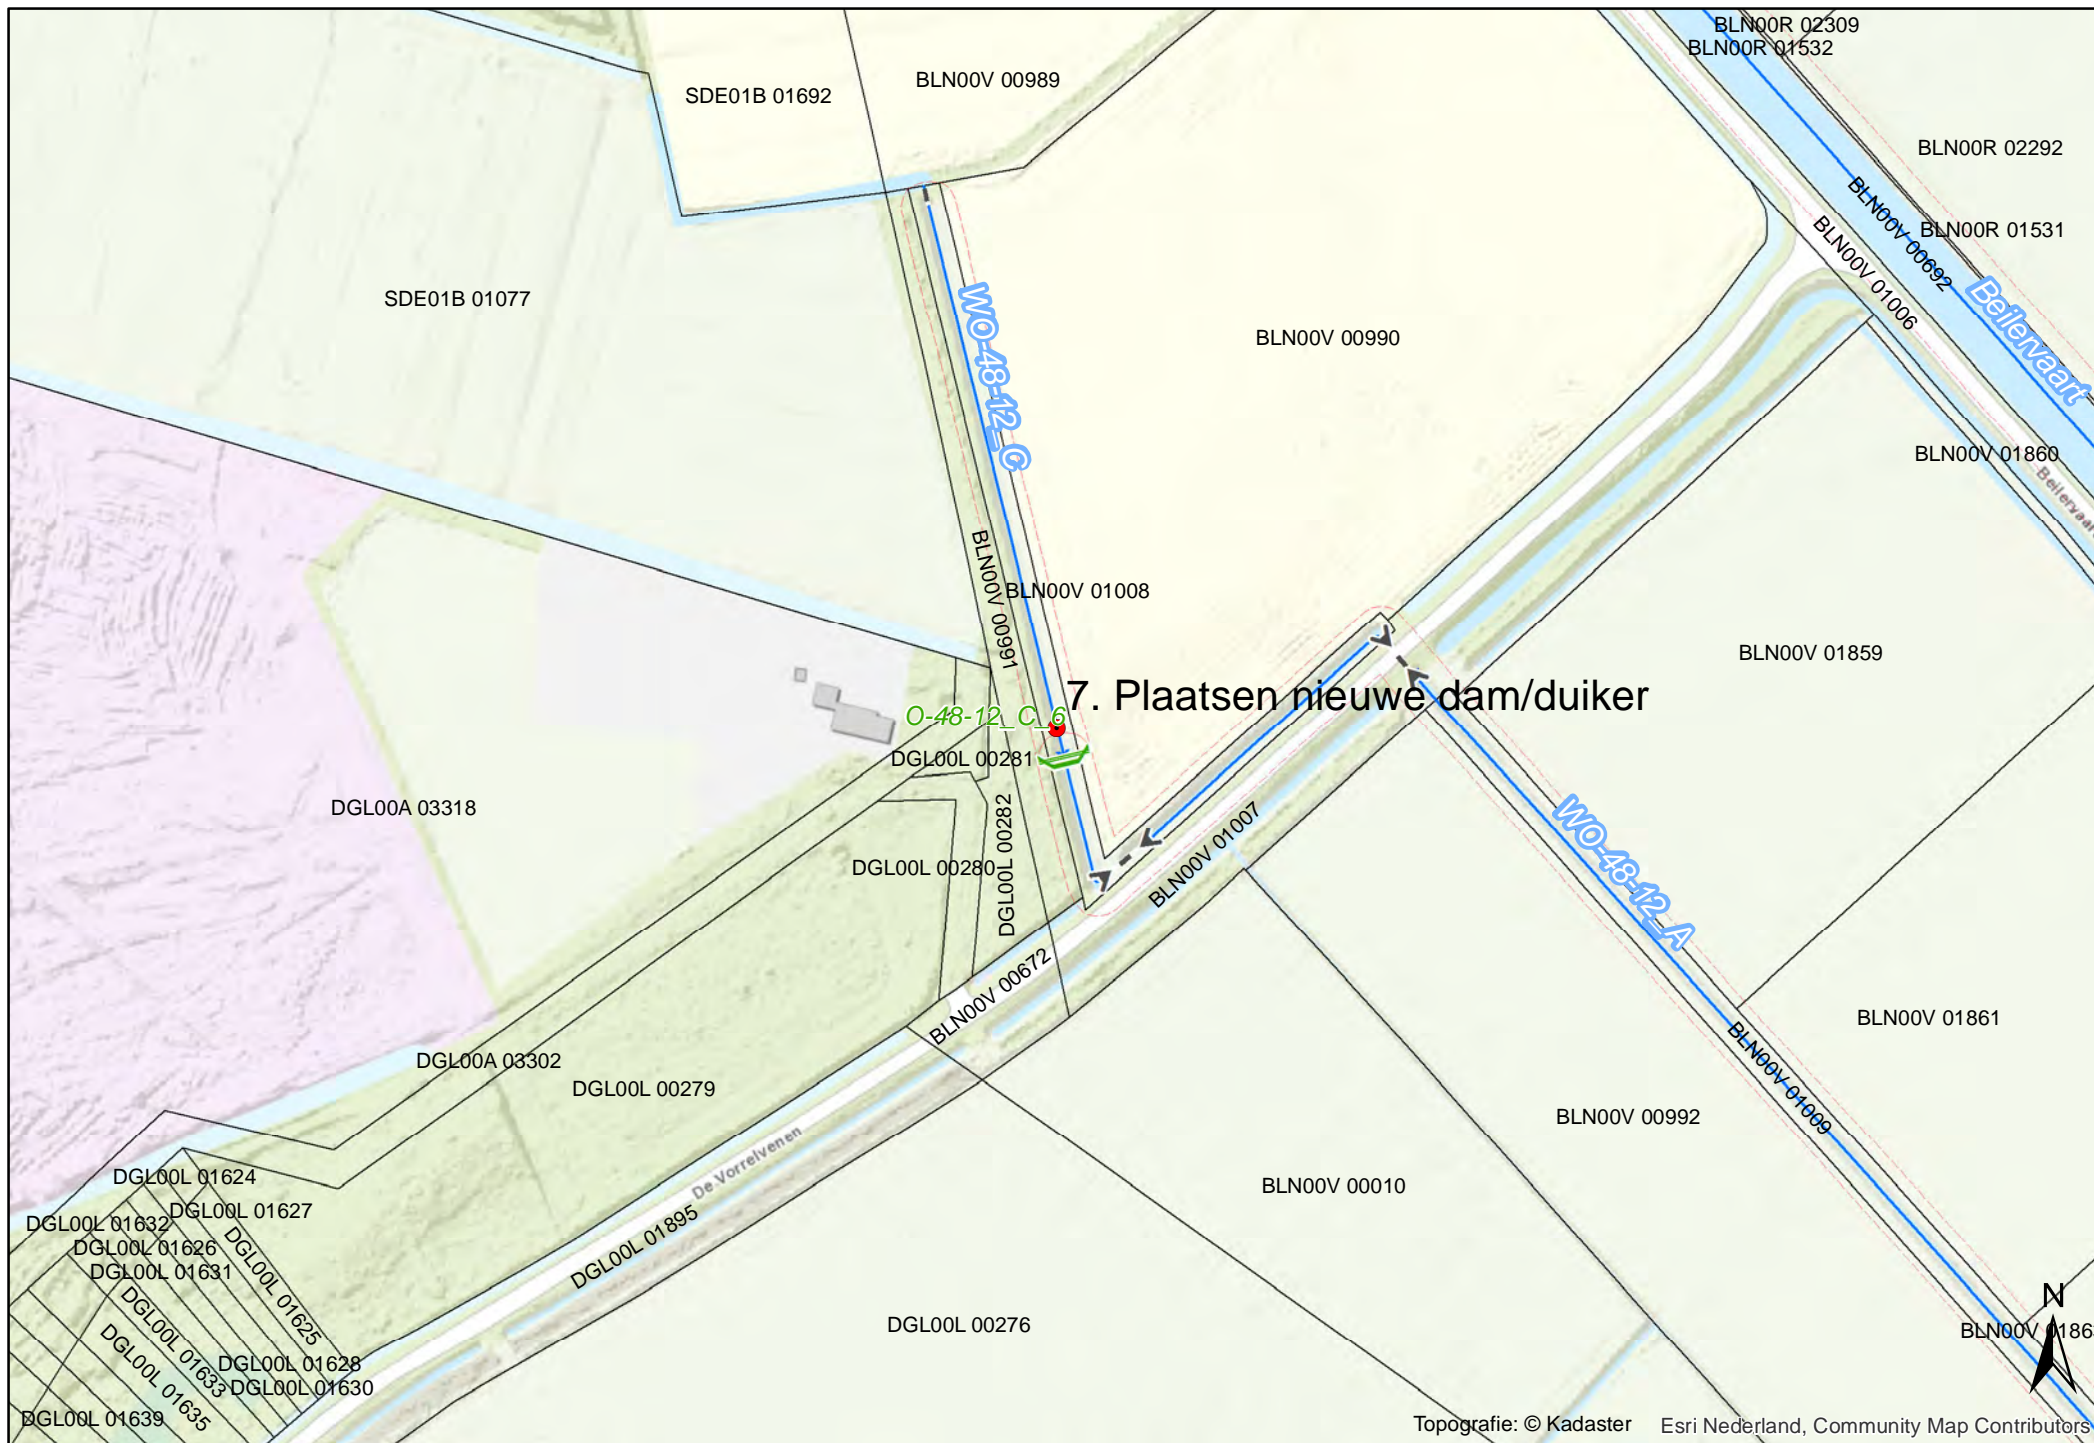 BLN00R 02309
BLN00R 01532
BLN00V 00989
SDE01B 01692
BLN00R 02292
BLN00V 00692
BLN00R 01531
BLN00V 01006
Beilervaart
SDE01B 01077
WO-48-12_C
BLN00V 00990
BLN00V 01860
BLN00V 00991
BLN00V 01008
BLN00V 01859
7. Plaatsen nieuwe dam/duiker
O-48-12_C_6
DGL00L 00281
DGL00A 03318
DGL00L 00282
BLN00V 01007
WO-48-12_A
DGL00L 00280
BLN00V 00672
BLN00V 01861
DGL00A 03302
DGL00L 00279
BLN00V 01009
BLN00V 00992
De Vorrelvenen
DGL00L 01624
BLN00V 00010
DGL00L 01627
DGL00L 01632
DGL00L 01626
DGL00L 01631
DGL00L 01625
DGL00L 01895
DGL00L 00276
N
BLN00V 0186
DGL00L 01633
DGL00L 01635
DGL00L 01628
DGL00L 01630
DGL00L 01639
Topografie: © Kadaster
Esri Nederland, Community Map Contributors